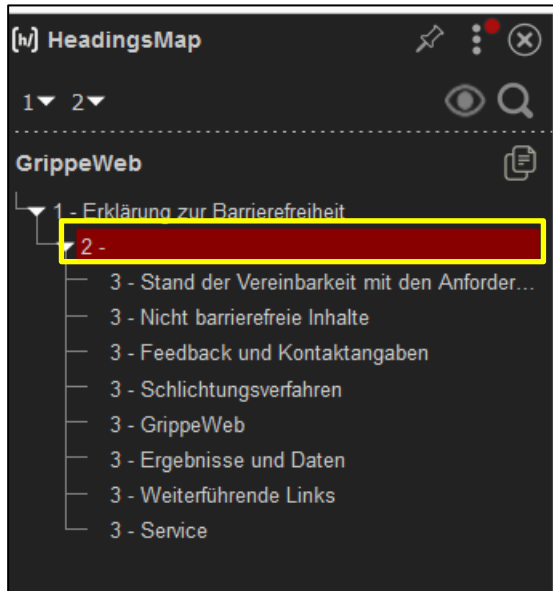 [h/] HeadingsMap
1 2
GrippeWeb
1 - Erklärung zur Barrierefreiheit
2 -
3 - Stand der Vereinbarkeit mit den Anforder...
3 - Nicht barrierefreie Inhalte
3 - Feedback und Kontaktangaben
3 - Schlichtungsverfahren
3 - GrippeWeb
3 - Ergebnisse und Daten
3 - Weiterführende Links
3 - Service